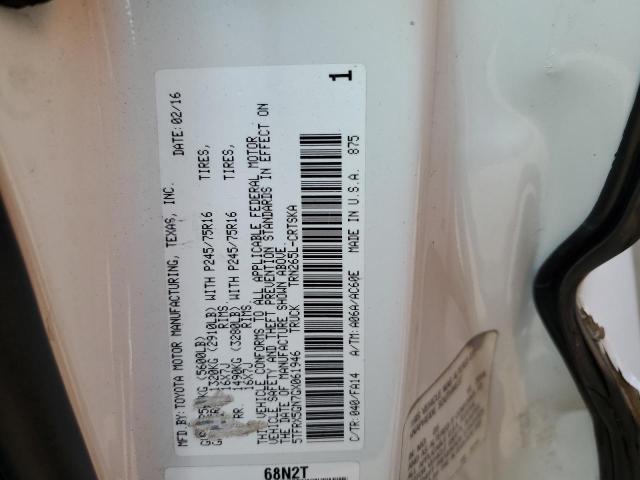 MFD.BY: TOYOTA MOTOR MANUFACTURING, TEXAS, INC. DATE: 02/16
KG (5600LB)
1320KG (2910LB) WITH P245/75R16 TIRES,
RIMS,
RR. 1490KG (3280LB) WITH P245/75R16 TIRES,
16X7J RIMS.
THIS VEHICLE CONFORMS TO ALL APPLICABLE FEDERAL MOTOR
VEHICLE SAFETY AND THEFT PREVENTION STANDARDS IN EFFECT ON
THE DATE OF MANUFACTURE SHOWN ABOVE.
5TFRX5GN7GX061946 TRUCK TRN265L-CRTSKA
C/TR:040/FA14 A/TM:A06A/AC60E MADE IN U.S.A. 875
1
68N2T